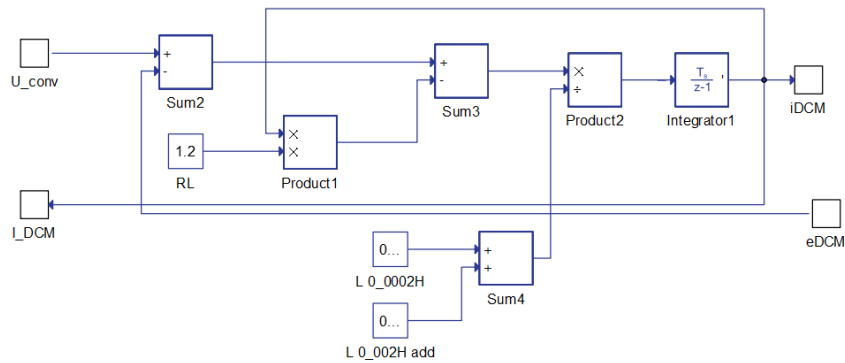 U_conv
+
-
Sum2
1.2
RL
×
×
Product1
+
-
Sum3
×
÷
Product2
Ts
z-1
Integrator1
iDCM
I_DCM
eDCM
0...
L 0_0002H
0...
L 0_002H add
+
+
Sum4